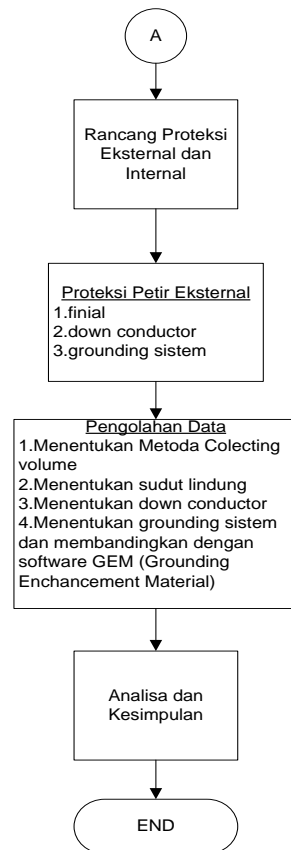 A
Rancang Proteksi
Eksternal dan
Internal
Proteksi Petir Eksternal
1.finial
2.down conductor
3.grounding sistem
Pengolahan Data
1.Menentukan Metoda Colecting
volume
2.Menentukan sudut lindung
3.Menentukan down conductor
4.Menentukan grounding sistem
dan membandingkan dengan
software GEM (Grounding
Enchancement Material)
Analisa dan
Kesimpulan
END